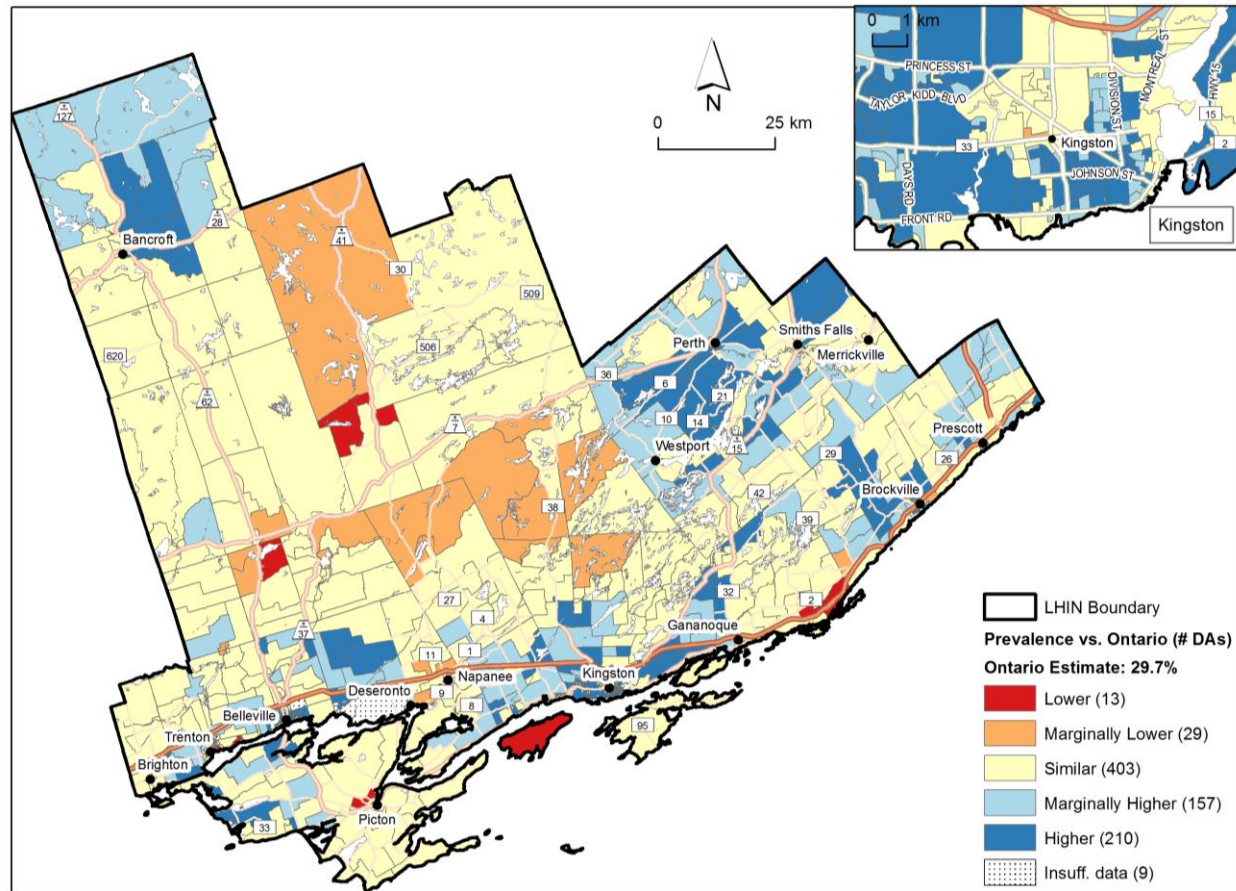 0 1 km
PRINCESS ST
TAYLOR KIDD BLVD
DIVISION ST
MONTREAL ST
HWY 15
15
2
33
Kingston
DAYS RD
JOHNSON ST
FRONT RD
Kingston
N
0 25 km
127
28
Bancroft
41
30
509
620
506
62
7
36
Perth
Smiths Falls
Merrickville
6
21
10
14
Westport
15
29
Prescott
26
Brockville
42
39
38
27
4
32
2
37
11
1
Gananoque
Napanee
Kingston
Deseronto
9
8
Belleville
95
Trenton
Brighton
33
Picton
LHIN Boundary
Prevalence vs. Ontario (# DAs)
Ontario Estimate: 29.7%
Lower (13)
Marginally Lower (29)
Similar (403)
Marginally Higher (157)
Higher (210)
Insuff. data (9)